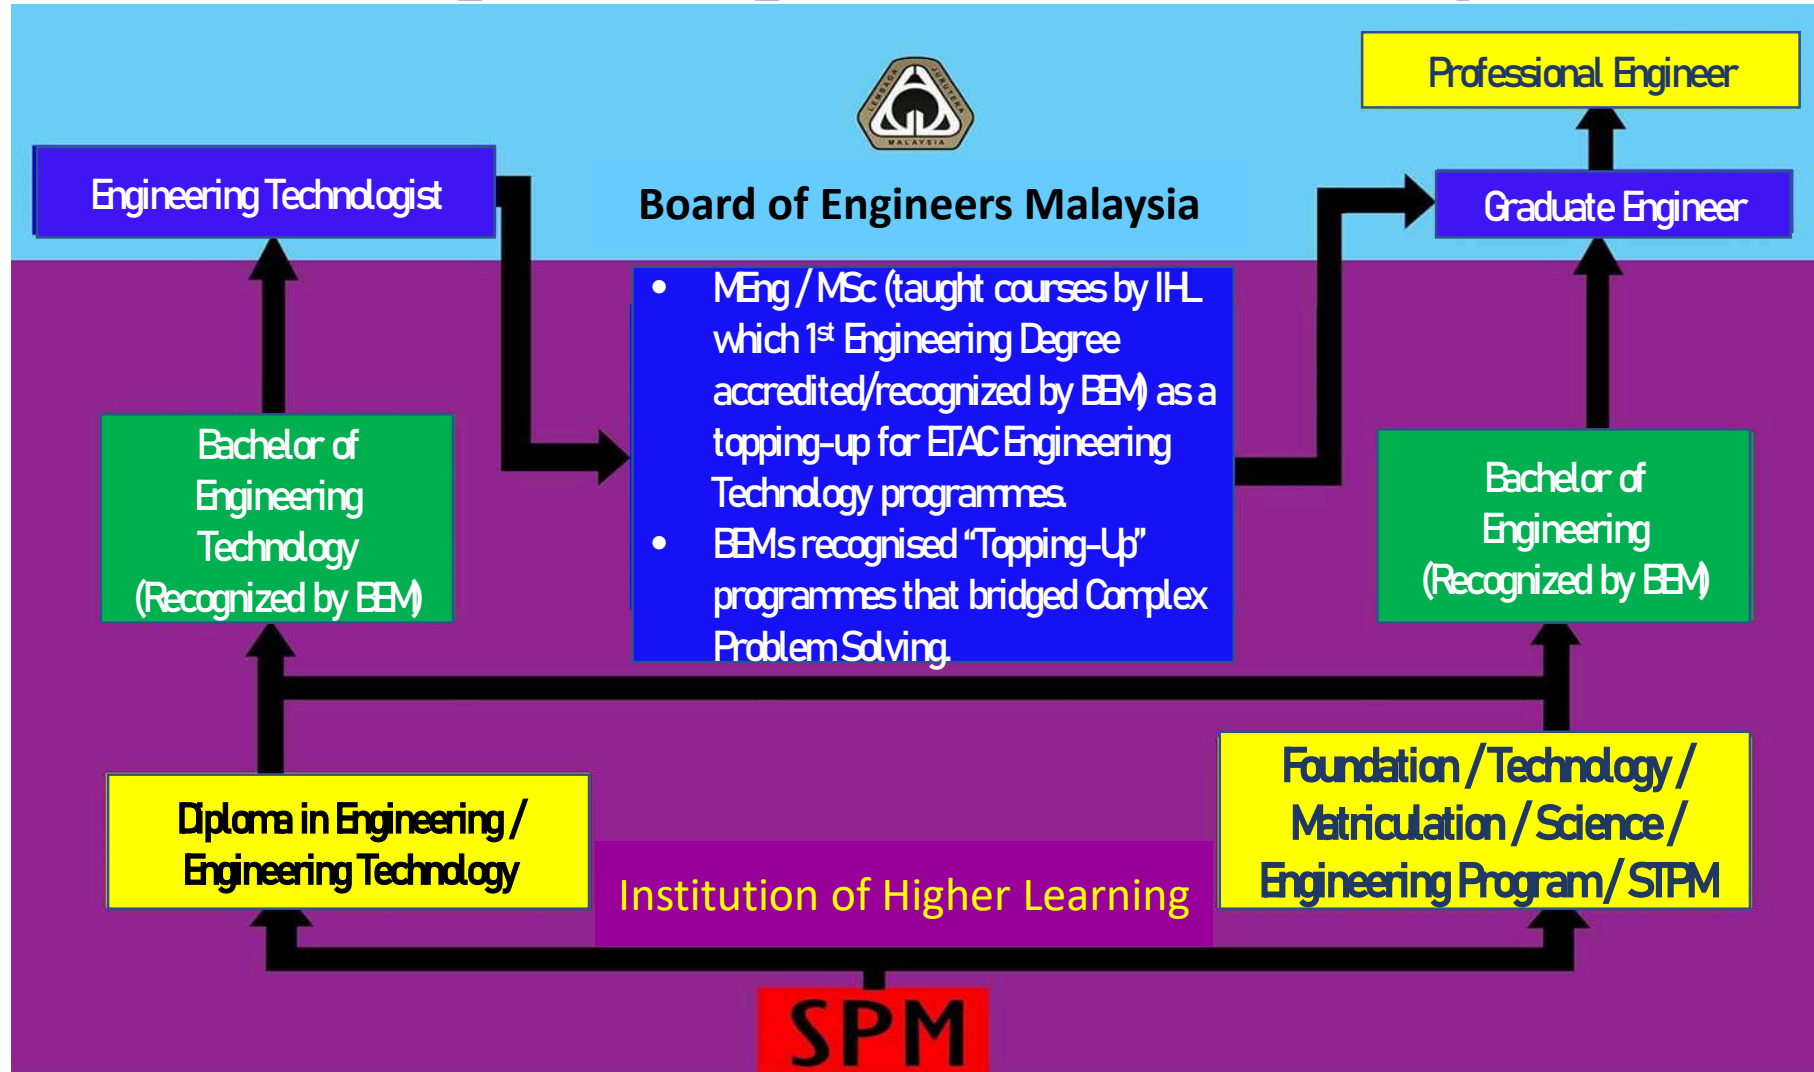 Professional Engineer
LEMBAGA JURUTERA
MALAYSIA
Engineering Technologist
Board of Engineers Malaysia
Graduate Engineer
• MEng / MSc (taught courses by IHL
which 1st Engineering Degree
accredited/recognized by BEM) as a
topping-up for ETAC Engineering
Technology programmes.
• BEMs recognised “Topping-Up”
programmes that bridged Complex
Problem Solving.
Bachelor of
Engineering
Technology
(Recognized by BEM)
Bachelor of
Engineering
(Recognized by BEM)
Diploma in Engineering /
Engineering Technology
Foundation / Technology /
Matriculation / Science /
Engineering Program / STPM
Institution of Higher Learning
SPM